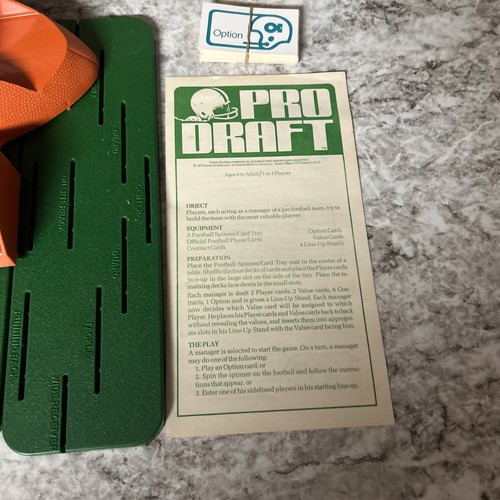 Option
PRO
DRAFT
Ages 8 to Adult / 2 or 4 Players
OBJECT
Players, each acting as a manager of a pro football team, try to
build the team with the most valuable players.
EQUIPMENT
A Football Spinner/Card Tray
Official Football Player Cards
Contract Cards
Option Cards
Value Cards
4 Line-Up Stands
PREPARATION
Place the Football Spinner/Card Tray unit in the center of a
table. Shuffle the four decks of cards and place the Player cards
face-up in the large slot on the side of the tray. Place the re-
maining decks face-down in the small slots.
Each manager is dealt 2 Player cards, 2 Value cards, 6 Con-
tracts, 1 Option and is given a Line-Up Stand. Each manager
now decides which Value card will be assigned to which
Player. He places his Player cards and Value cards back to back
without revealing the values, and inserts them into appropri-
ate slots in his Line-Up Stand with the Value card facing him.
THE PLAY
A manager is selected to start the game. On a turn, a manager
may do one of the following:
1. Play an Option card, or
2. Spin the spinner on the football and follow the instruc-
tions that appear, or
3. Enter one of his sidelined players in his starting line-up.
GUARD
CENTER
QUARTERBACK
GUARD
RUNNING BACK
TACKLE
WIDE RECEIVER